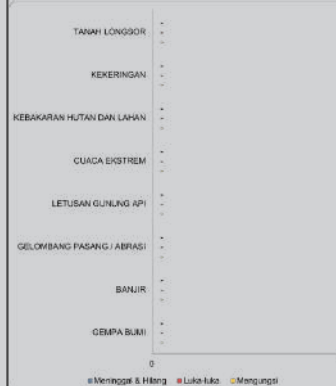 TANAH LONGSOR
-
-
-
KEKERINGAN
-
-
-
KEBAKARAN HUTAN DAN LAHAN
-
-
-
CUACA EKSTREM
-
-
-
LETUSAN GUNUNG API
-
-
-
GELOMBANG PASANG / ABRASI
-
-
-
BANJIR
-
-
-
GEMPA BUMI
-
-
-
0
Meninggal & Hilang Luka-luka Mengungsi